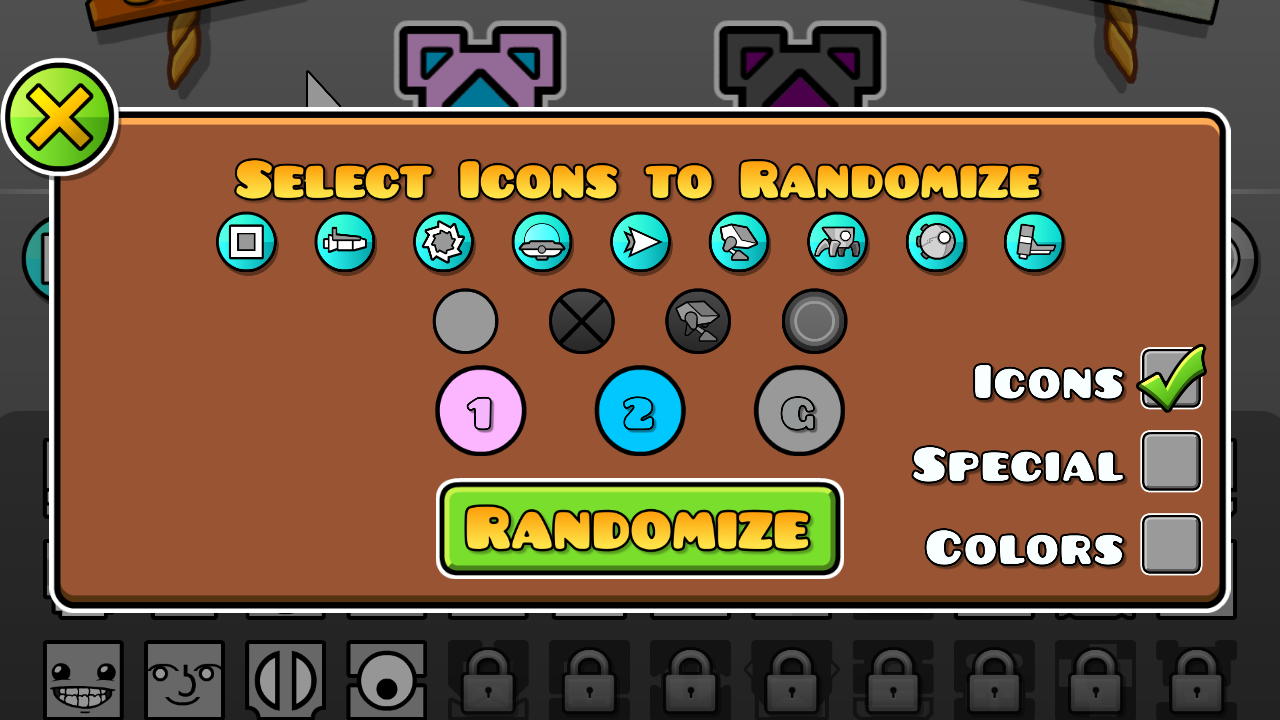 Select Icons to Randomize
1 2 G
Icons
Special
Colors
Randomize